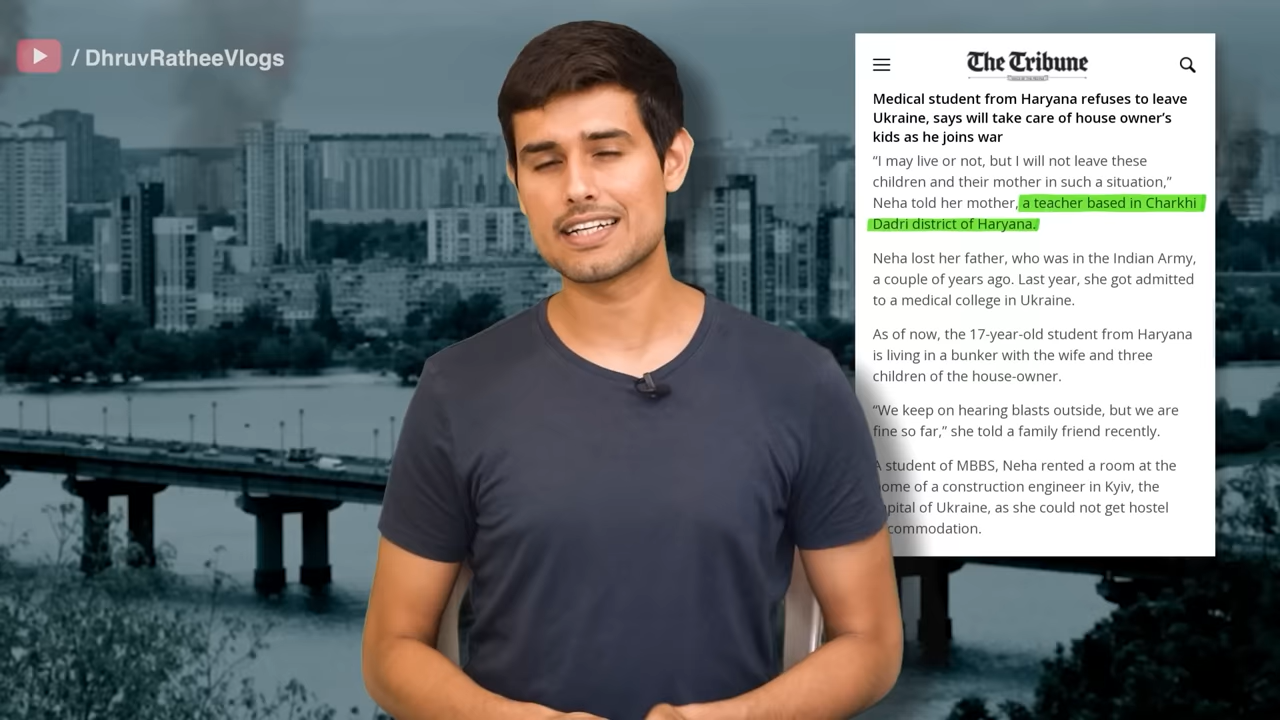 / DhruvRatheeVlogs
The Tribune
Medical student from Haryana refuses to leave
Ukraine, says will take care of house owner’s
kids as he joins war
“I may live or not, but I will not leave these
children and their mother in such a situation,”
Neha told her mother, a teacher based in Charkhi
Dadri district of Haryana.
Neha lost her father, who was in the Indian Army,
a couple of years ago. Last year, she got admitted
to a medical college in Ukraine.
As of now, the 17-year-old student from Haryana
is living in a bunker with the wife and three
children of the house-owner.
“We keep on hearing blasts outside, but we are
fine so far,” she told a family friend recently.
A student of MBBS, Neha rented a room at the
home of a construction engineer in Kyiv, the
capital of Ukraine, as she could not get hostel
commodation.